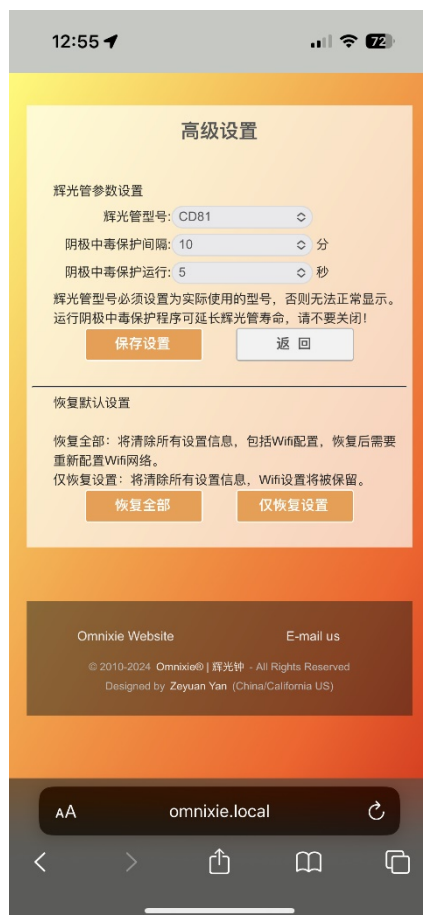 12:55
72
高级设置
辉光管参数设置
辉光管型号: CD81
阴极中毒保护间隔: 10 分
阴极中毒保护运行: 5 秒
辉光管型号必须设置为实际使用的型号，否则无法正常显示。
运行阴极中毒保护程序可延长辉光管寿命，请不要关闭!
保存设置 返 回
恢复默认设置
恢复全部：将清除所有设置信息，包括Wifi配置，恢复后需要
重新配置Wifi网络。
仅恢复设置：将清除所有设置信息，Wifi设置将被保留。
恢复全部 仅恢复设置
Omnixie Website E-mail us
© 2010-2024 Omnixie® | 辉光钟 - All Rights Reserved
Designed by Zeyuan Yan (China/California US)
AA omnixie.local